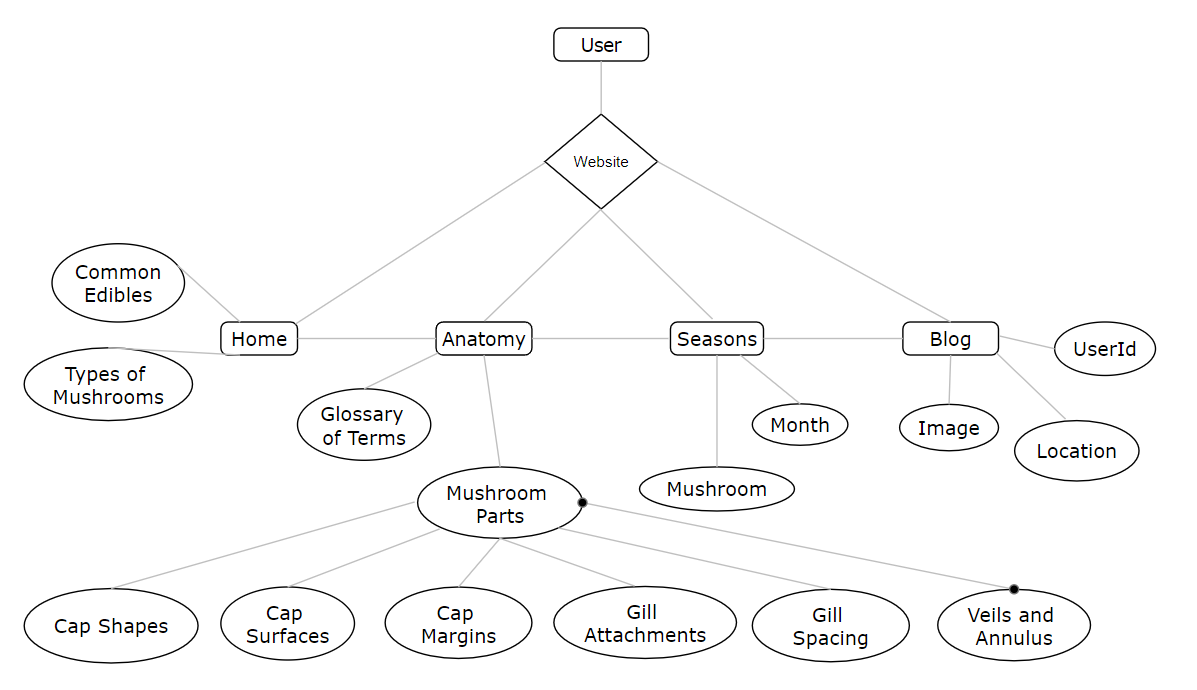 User
Website
Common
Edibles
Home
Anatomy
Seasons
Blog
UserId
Types of
Mushrooms
Glossary
of Terms
Month
Image
Location
Mushroom
Parts
Mushroom
Cap Shapes
Cap
Surfaces
Cap
Margins
Gill
Attachments
Gill
Spacing
Veils and
Annulus